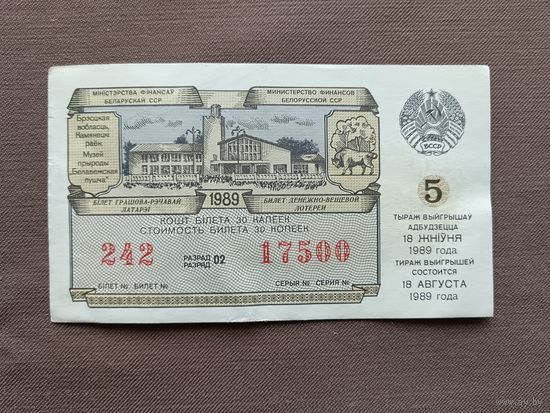 МІНІСТЭРСТВА ФІНАНСАЎ
БЕЛАРУСКАЙ ССР
МИНИСТЕРСТВО ФИНАНСОВ
БЕЛОРУССКОЙ ССР
Брэсцкая
вобласць,
Камянецкі
раён.
Музей
прыроды
"Белавежская
пушча"
БССР
5
БІЛЕТ ГРАШОВА-РЭЧАВАЙ
ЛАТАРЭІ
1989
БИЛЕТ ДЕНЕЖНО-ВЕЩЕВОЙ
ЛОТЕРЕИ
КОШТ БІЛЕТА 30 КАПЕЕК
СТОИМОСТЬ БИЛЕТА 30 КОПЕЕК
242
РАЗРАД
РАЗРЯД 02
17500
БІЛЕТ № БИЛЕТ №
СЕРЫЯ № СЕРИЯ №
ТЫРАЖ ВЫЙГРЫШАЎ
АДБУДЗЕЦЦА
18 ЖНІЎНЯ
1989 года
ТИРАЖ ВЫИГРЫШЕЙ
СОСТОИТСЯ
18 АВГУСТА
1989 года
www.av.by